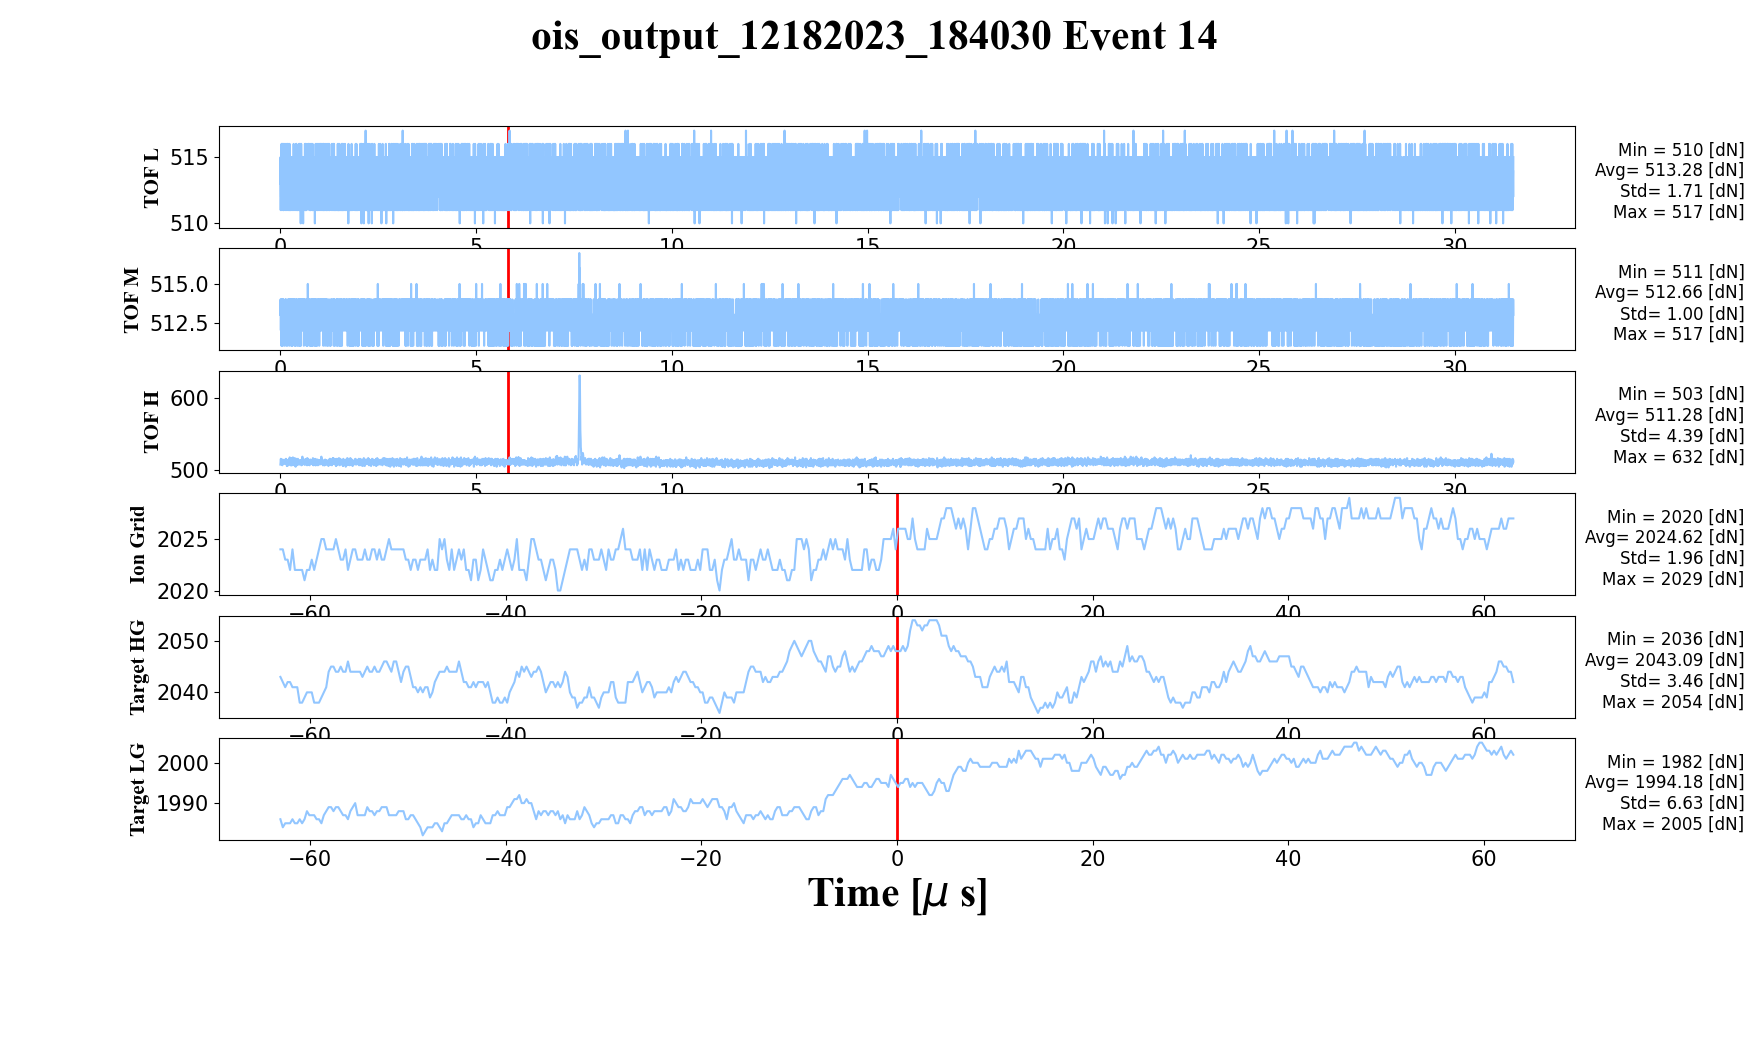 ois_output_12182023_184030 Event 14
TOF L
515
510
0 5 10 15 20 25 30
Min = 510 [dN]
Avg= 513.28 [dN]
Std= 1.71 [dN]
Max = 517 [dN]
TOF M
515.0
512.5
0 5 10 15 20 25 30
Min = 511 [dN]
Avg= 512.66 [dN]
Std= 1.00 [dN]
Max = 517 [dN]
TOF H
600
500
0 5 10 15 20 25 30
Min = 503 [dN]
Avg= 511.28 [dN]
Std= 4.39 [dN]
Max = 632 [dN]
Ion Grid
2025
2020
−60 −40 −20 0 20 40 60
Min = 2020 [dN]
Avg= 2024.62 [dN]
Std= 1.96 [dN]
Max = 2029 [dN]
Target HG
2050
2040
−60 −40 −20 0 20 40 60
Min = 2036 [dN]
Avg= 2043.09 [dN]
Std= 3.46 [dN]
Max = 2054 [dN]
Target LG
2000
1990
−60 −40 −20 0 20 40 60
Min = 1982 [dN]
Avg= 1994.18 [dN]
Std= 6.63 [dN]
Max = 2005 [dN]
Time [μ s]